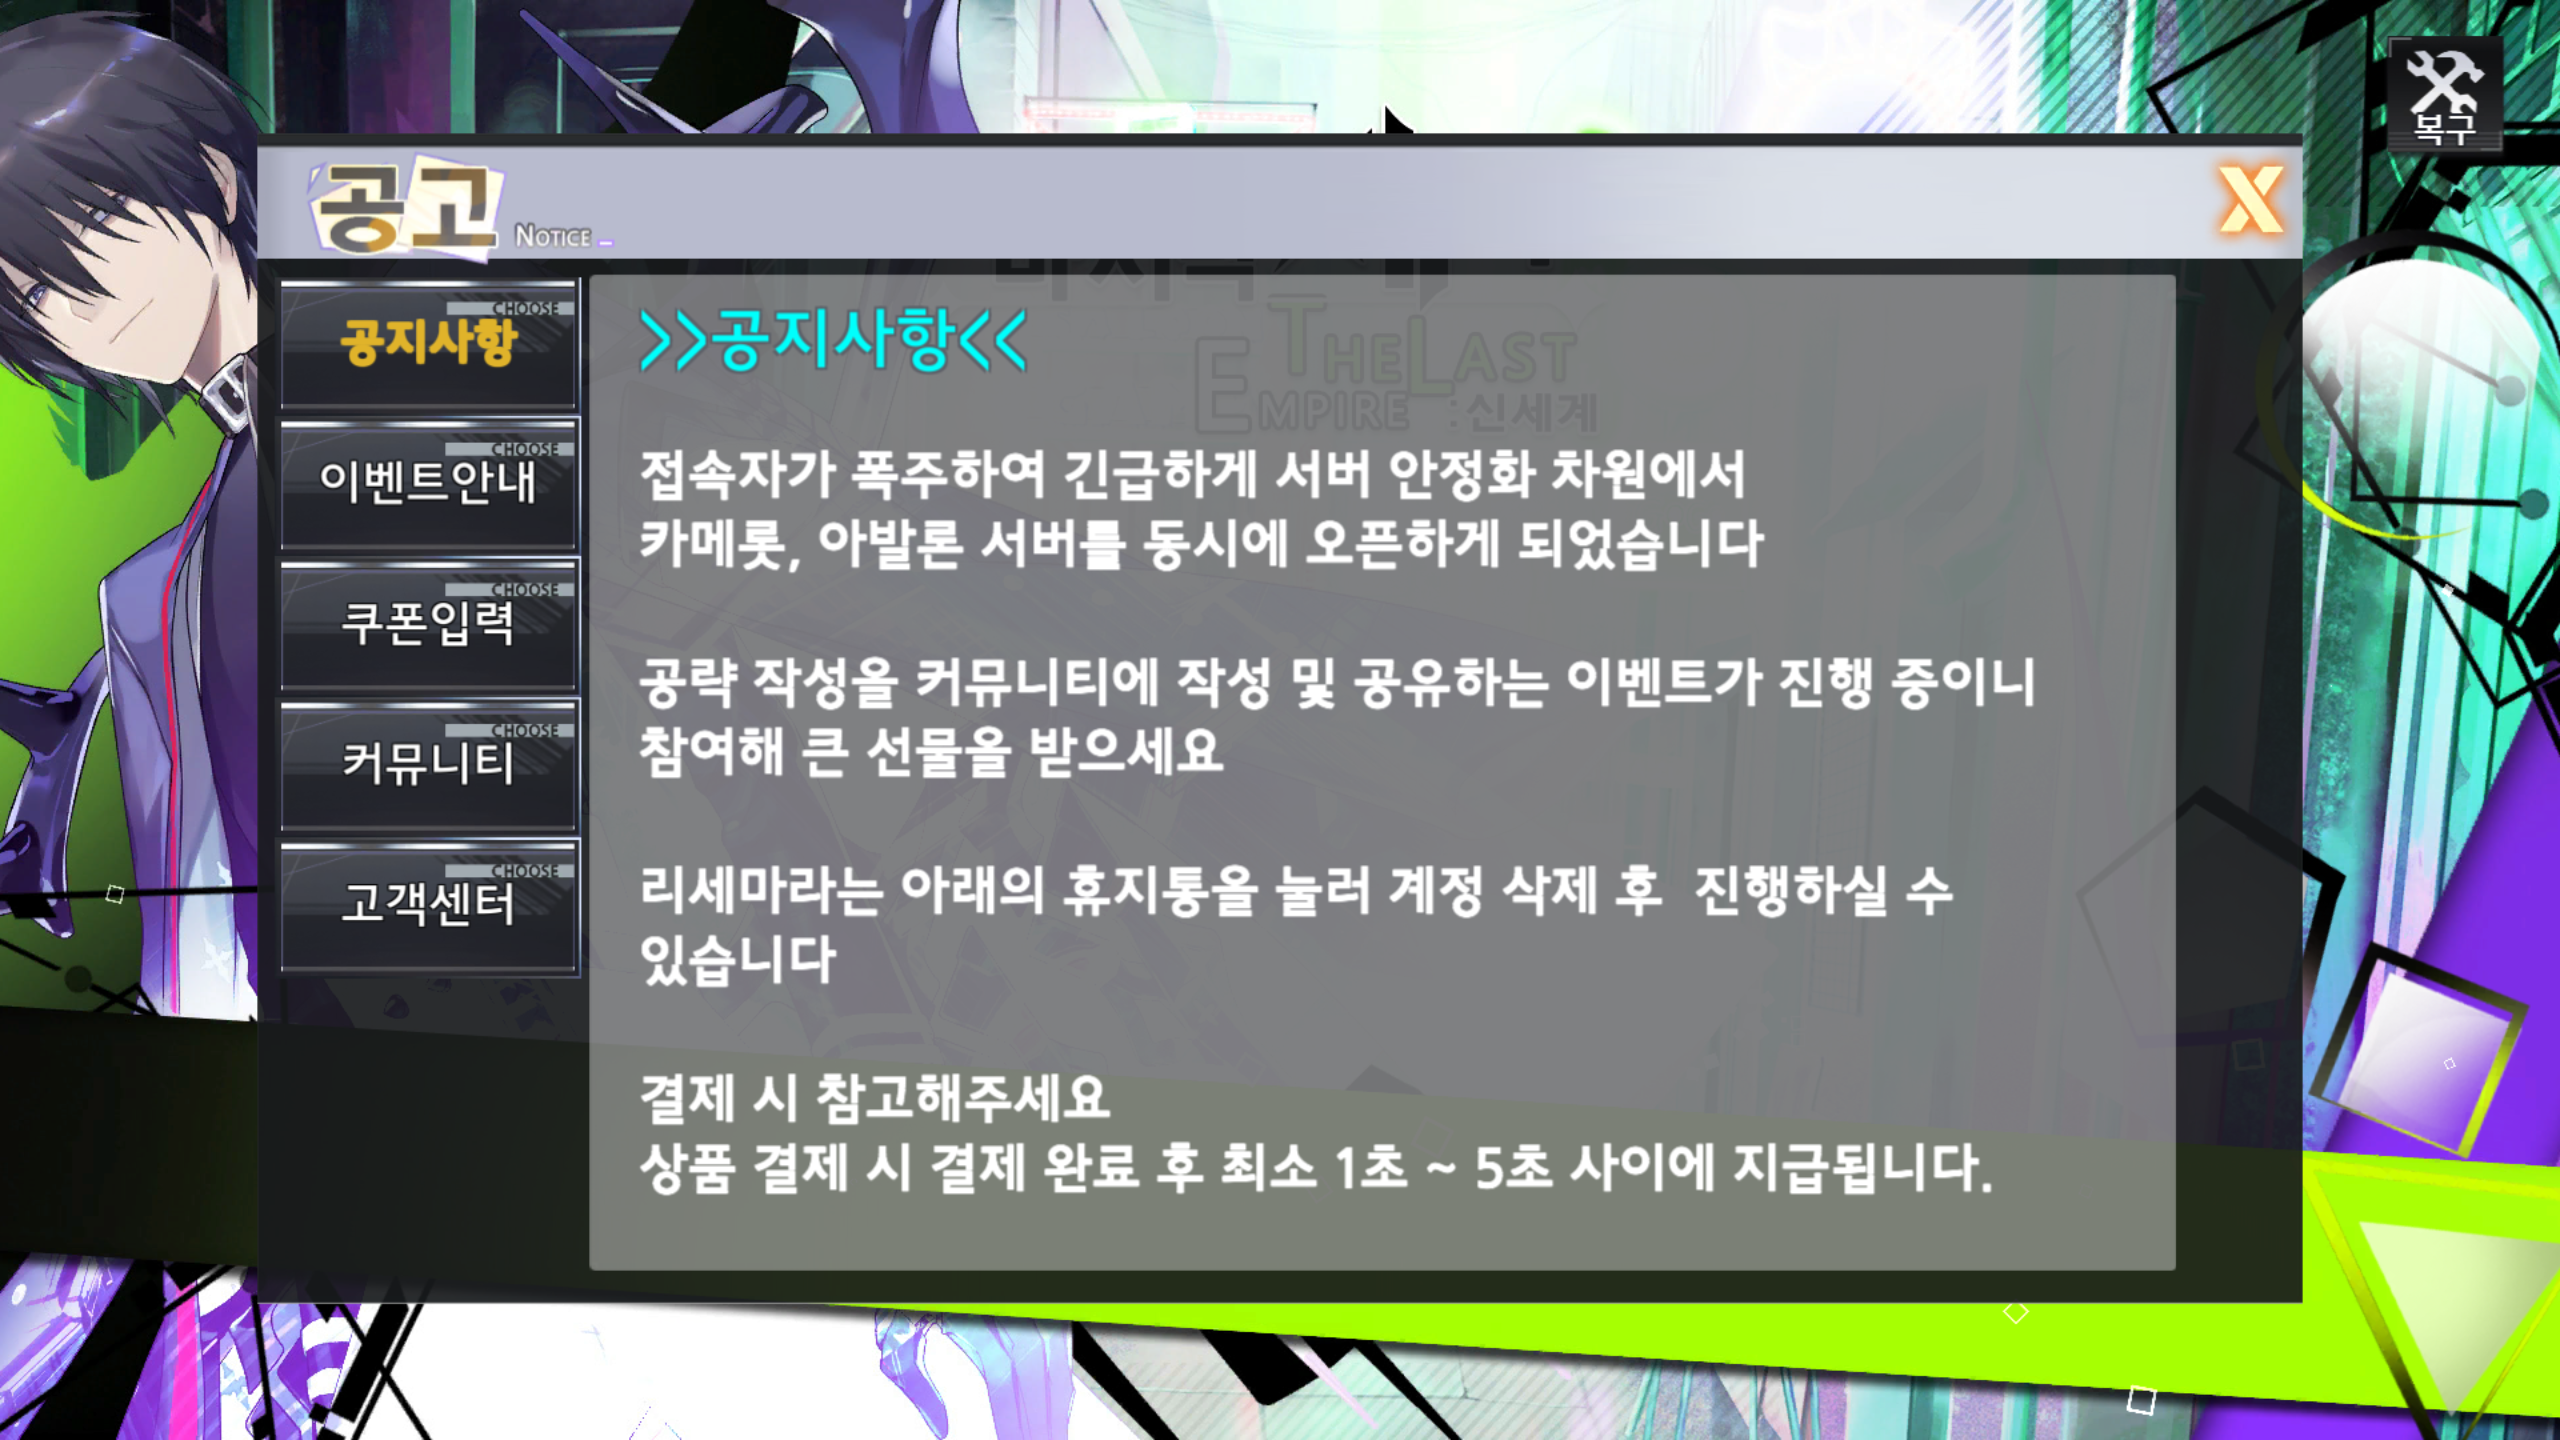 복구
공고 NOTICE
CHOOSE
공지사항
CHOOSE
이벤트안내
CHOOSE
쿠폰입력
CHOOSE
커뮤니티
CHOOSE
고객센터
THE LAST
EMPIRE :신세계
>>공지사항<<
접속자가 폭주하여 긴급하게 서버 안정화 차원에서
카메롯, 아발론 서버를 동시에 오픈하게 되었습니다
공략 작성을 커뮤니티에 작성 및 공유하는 이벤트가 진행 중이니
참여해 큰 선물을 받으세요
리세마라는 아래의 휴지통을 눌러 계정 삭제 후  진행하실 수
있습니다
결제 시 참고해주세요
상품 결제 시 결제 완료 후 최소 1초 ~ 5초 사이에 지급됩니다.